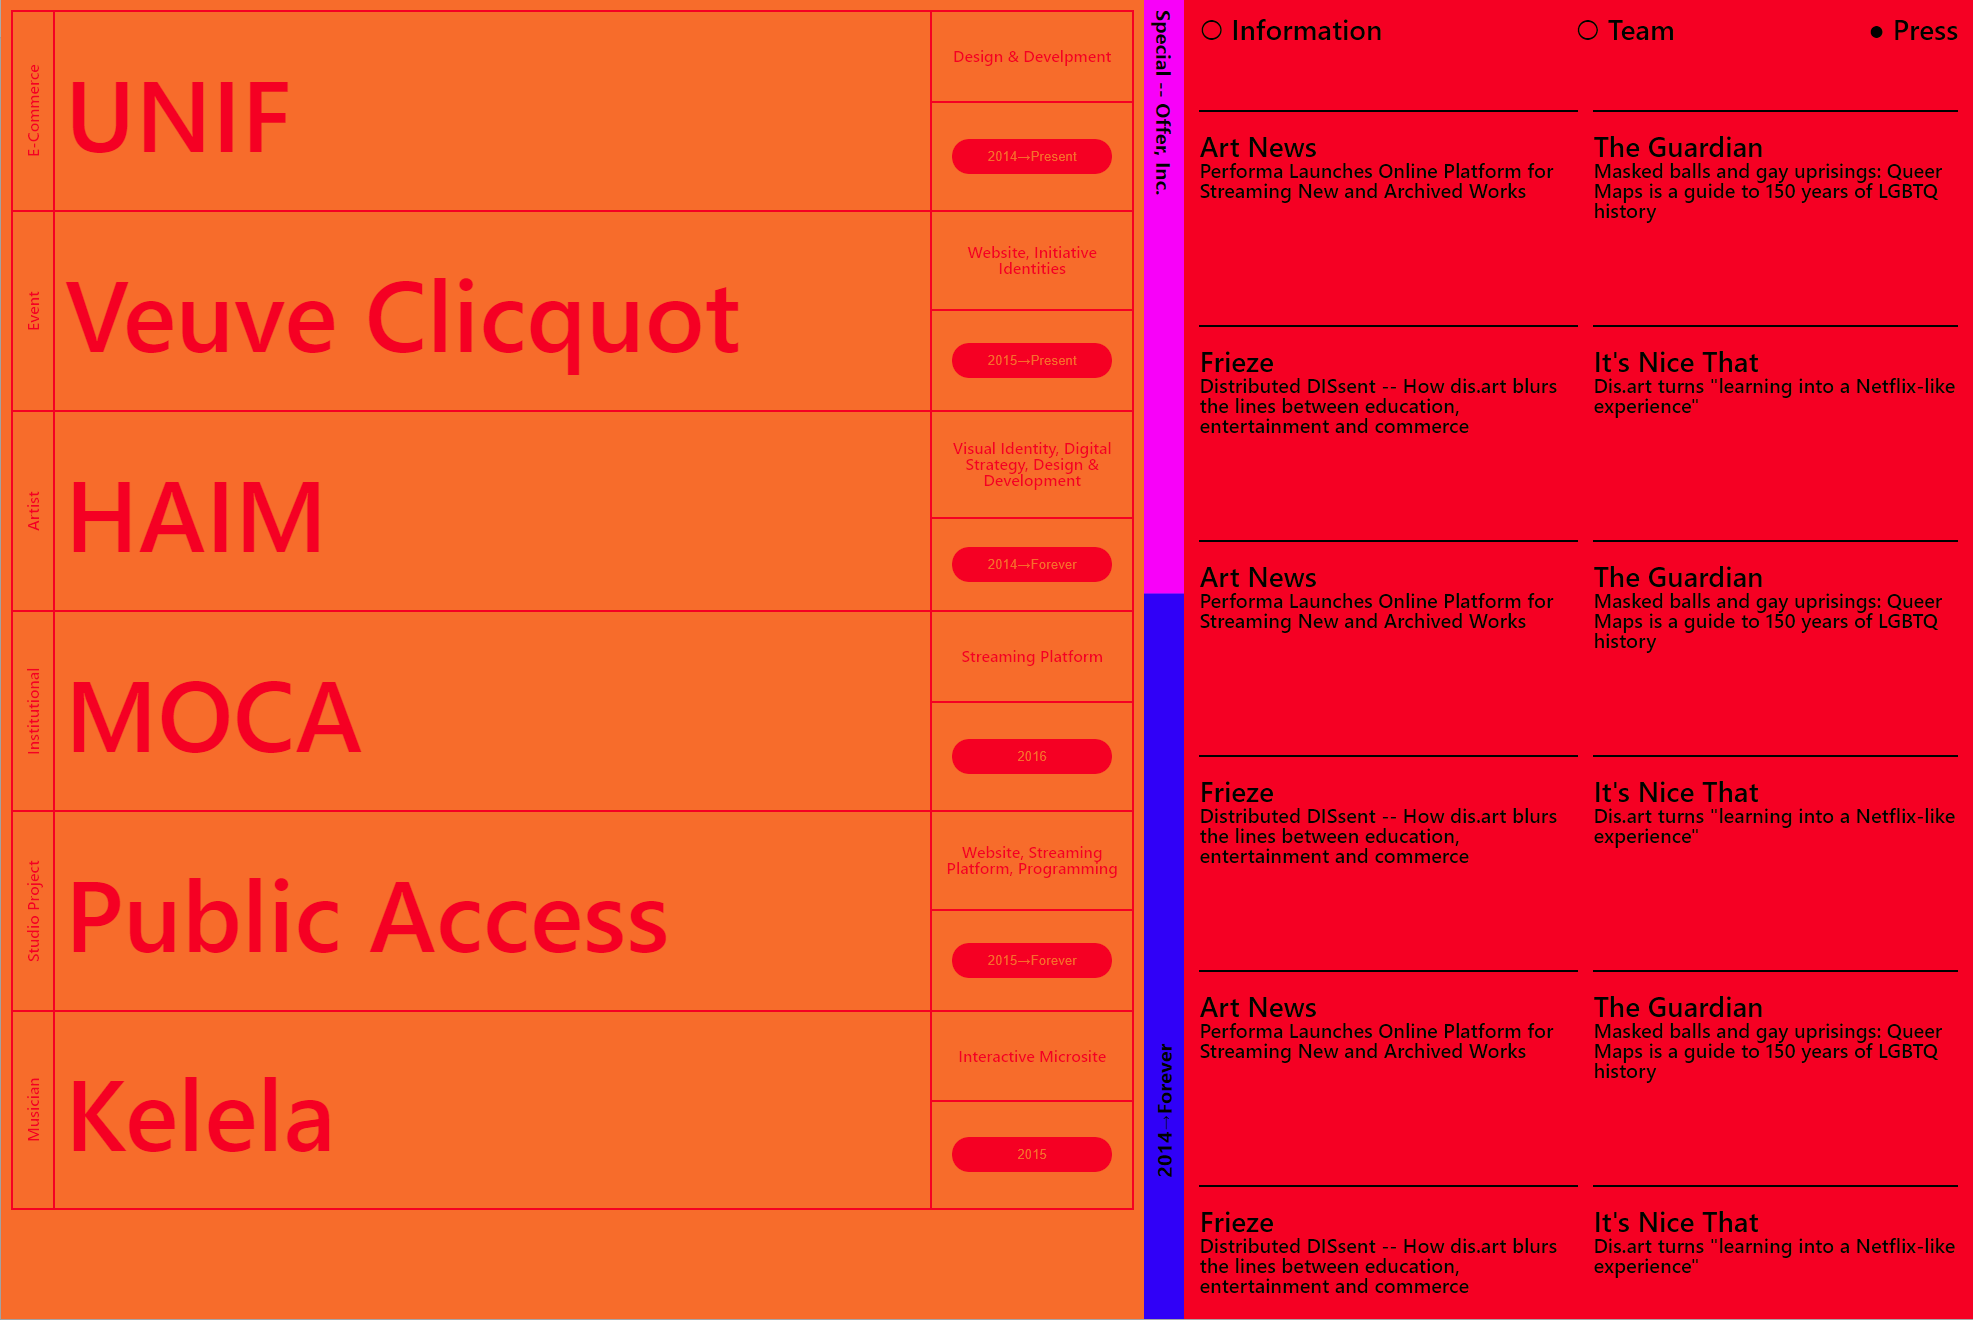 E-Commerce
UNIF
Design & Develpment
2014→Present
Event
Veuve Clicquot
Website, Initiative
Identities
2015→Present
Artist
HAIM
Visual Identity, Digital
Strategy, Design &
Development
2014→Forever
Institutional
MOCA
Streaming Platform
2016
Studio Project
Public Access
Website, Streaming
Platform, Programming
2015→Forever
Musician
Kelela
Interactive Microsite
2015
Special -- Offer, Inc.
2014→Forever
Information
Team
Press
Art News
Performa Launches Online Platform for
Streaming New and Archived Works
The Guardian
Masked balls and gay uprisings: Queer
Maps is a guide to 150 years of LGBTQ
history
Frieze
Distributed DISsent -- How dis.art blurs
the lines between education,
entertainment and commerce
It's Nice That
Dis.art turns "learning into a Netflix-like
experience"
Art News
Performa Launches Online Platform for
Streaming New and Archived Works
The Guardian
Masked balls and gay uprisings: Queer
Maps is a guide to 150 years of LGBTQ
history
Frieze
Distributed DISsent -- How dis.art blurs
the lines between education,
entertainment and commerce
It's Nice That
Dis.art turns "learning into a Netflix-like
experience"
Art News
Performa Launches Online Platform for
Streaming New and Archived Works
The Guardian
Masked balls and gay uprisings: Queer
Maps is a guide to 150 years of LGBTQ
history
Frieze
Distributed DISsent -- How dis.art blurs
the lines between education,
entertainment and commerce
It's Nice That
Dis.art turns "learning into a Netflix-like
experience"